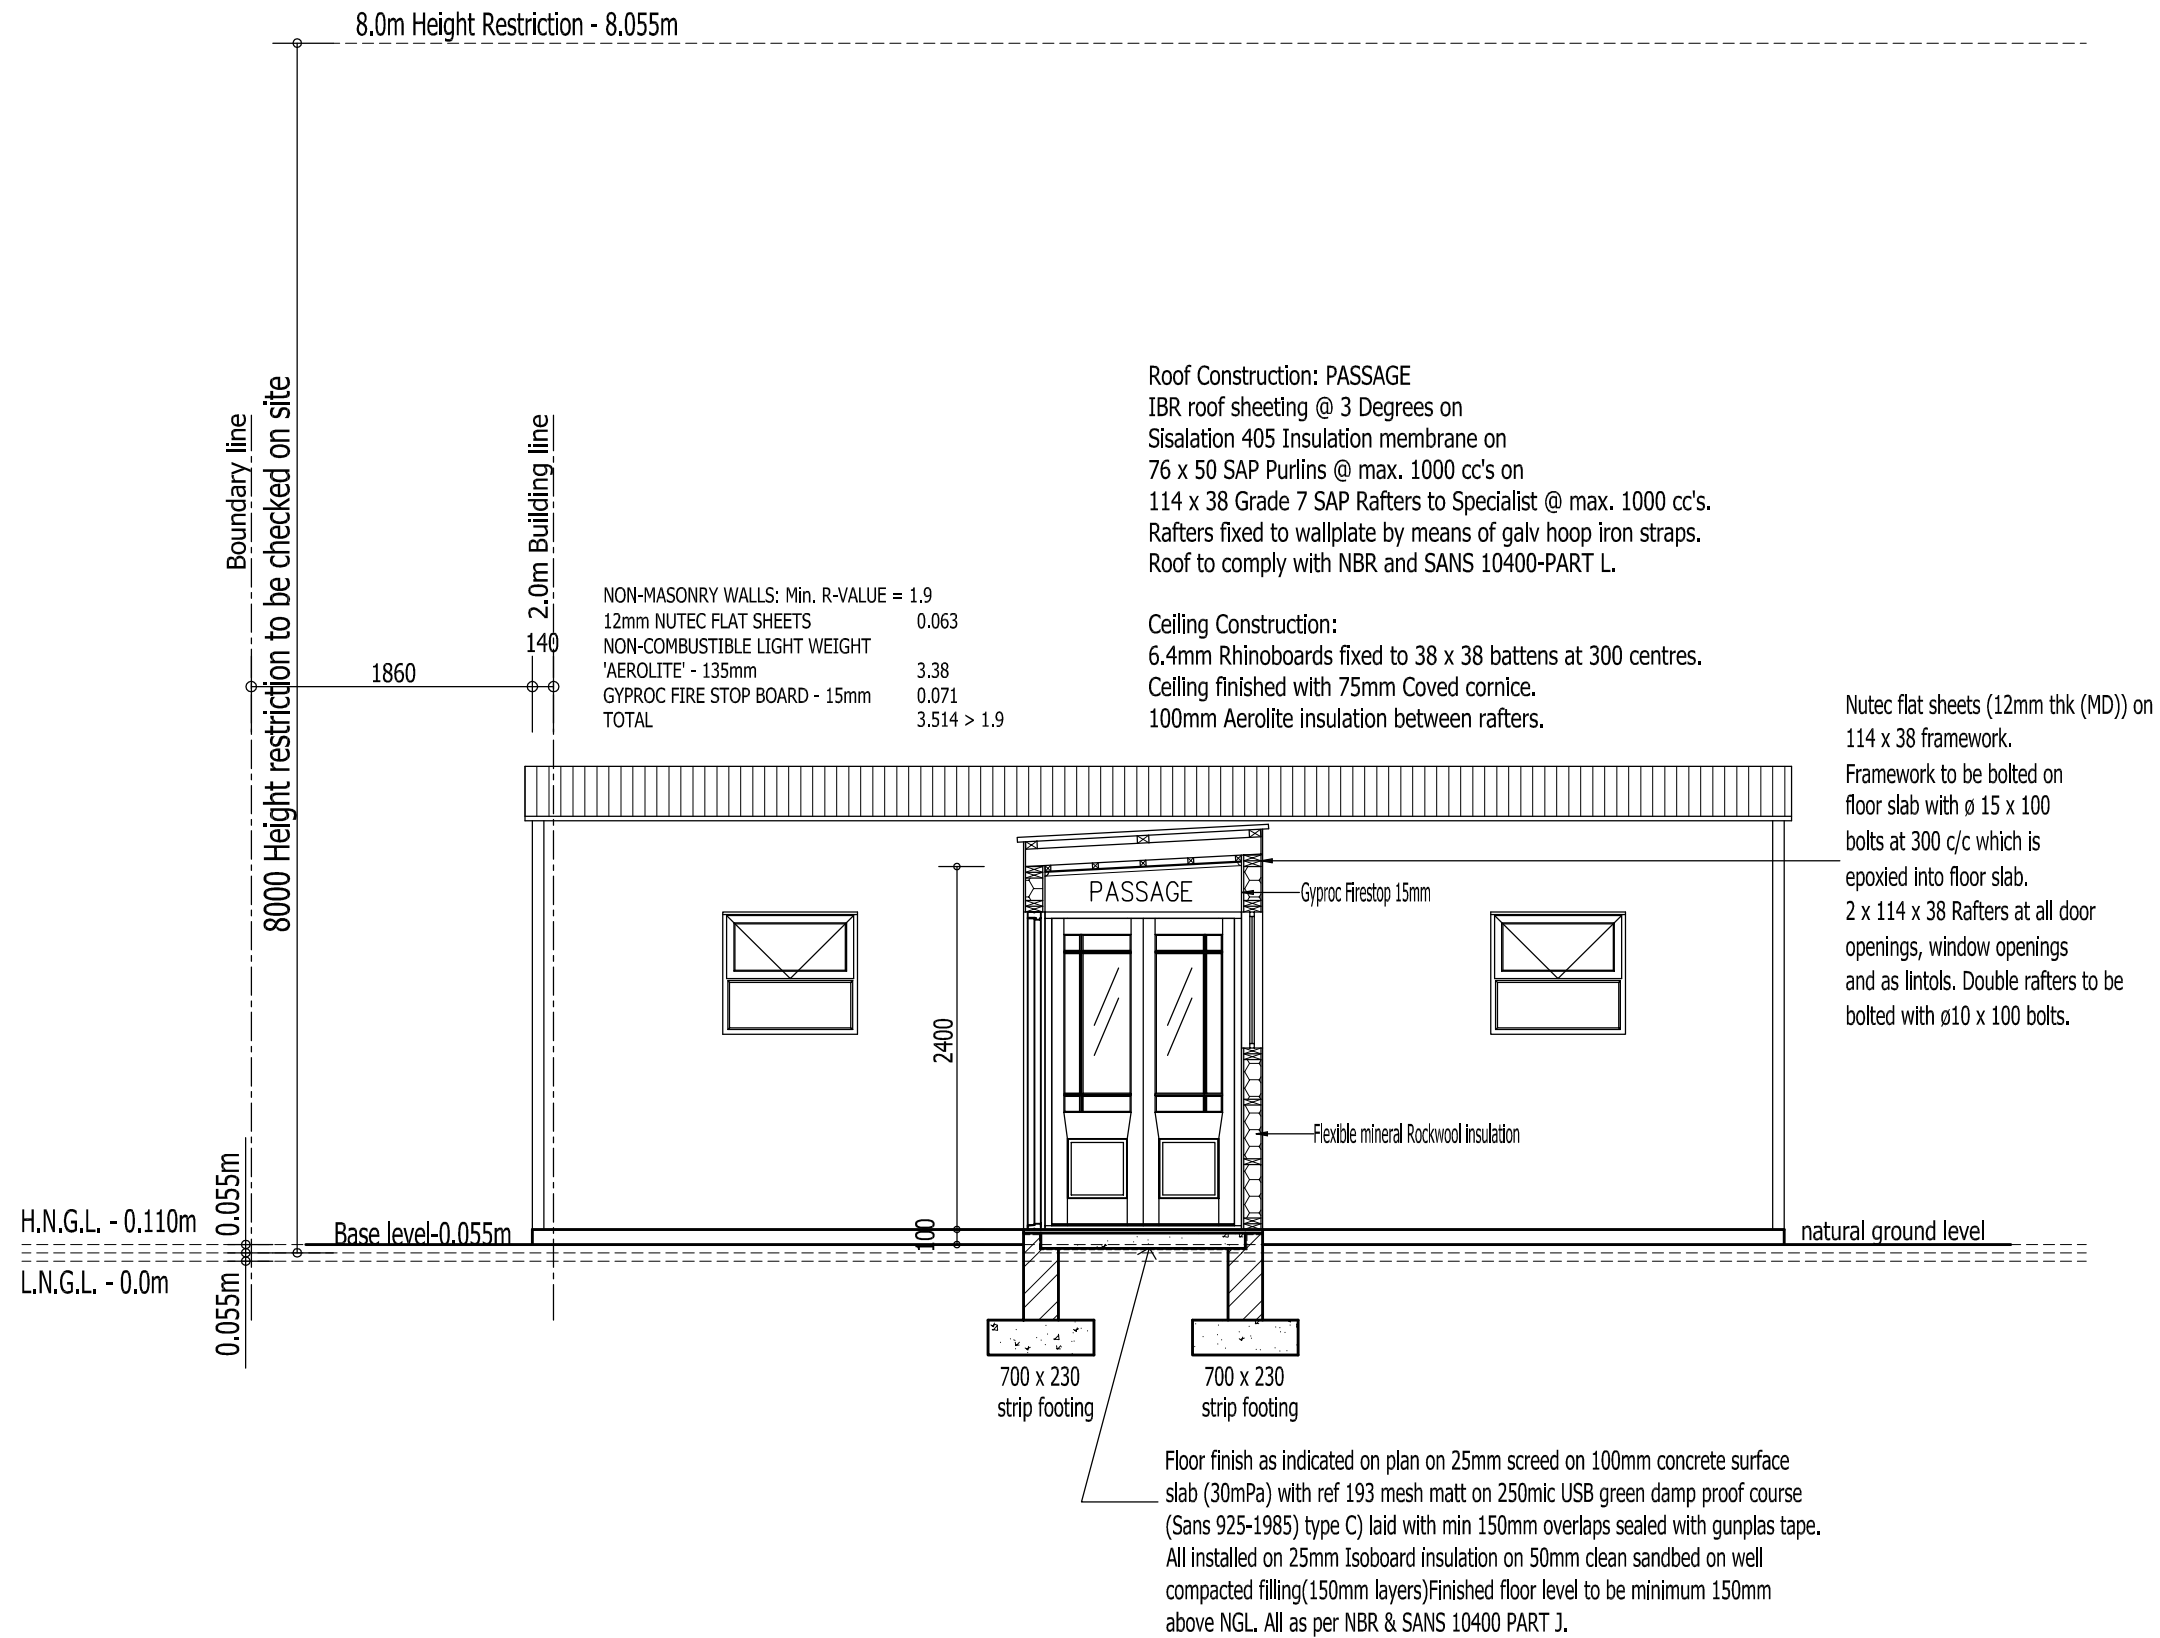 8.0m Height Restriction - 8.055m
Boundary line
8000 Height restriction to be checked on site
2.0m Building line
140
1860
Roof Construction: PASSAGE
IBR roof sheeting @ 3 Degrees on
Sisalation 405 Insulation membrane on
76 x 50 SAP Purlins @ max. 1000 cc's on
114 x 38 Grade 7 SAP Rafters to Specialist @ max. 1000 cc's.
Rafters fixed to wallplate by means of galv hoop iron straps.
Roof to comply with NBR and SANS 10400-PART L.
NON-MASONRY WALLS: Min. R-VALUE = 1.9
12mm NUTEC FLAT SHEETS 0.063
NON-COMBUSTIBLE LIGHT WEIGHT
'AEROLITE' - 135mm 3.38
GYPROC FIRE STOP BOARD - 15mm 0.071
TOTAL 3.514 > 1.9
Ceiling Construction:
6.4mm Rhinoboards fixed to 38 x 38 battens at 300 centres.
Ceiling finished with 75mm Coved cornice.
100mm Aerolite insulation between rafters.
Nutec flat sheets (12mm thk (MD)) on
114 x 38 framework.
Framework to be bolted on
floor slab with ø 15 x 100
bolts at 300 c/c which is
epoxied into floor slab.
2 x 114 x 38 Rafters at all door
openings, window openings
and as lintols. Double rafters to be
bolted with ø10 x 100 bolts.
PASSAGE
Gyproc Firestop 15mm
2400
Flexible mineral Rockwool insulation
100
H.N.G.L. - 0.110m
0.055m
Base level-0.055m
natural ground level
L.N.G.L. - 0.0m
0.055m
700 x 230
strip footing
700 x 230
strip footing
Floor finish as indicated on plan on 25mm screed on 100mm concrete surface
slab (30mPa) with ref 193 mesh matt on 250mic USB green damp proof course
(Sans 925-1985) type C) laid with min 150mm overlaps sealed with gunplas tape.
All installed on 25mm Isoboard insulation on 50mm clean sandbed on well
compacted filling(150mm layers)Finished floor level to be minimum 150mm
above NGL. All as per NBR & SANS 10400 PART J.